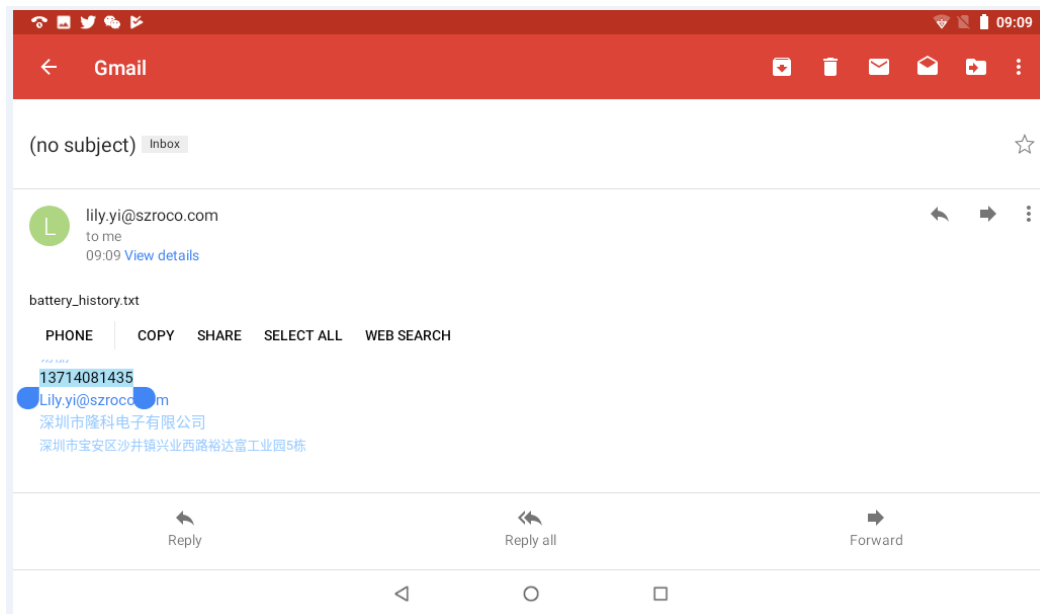 09:09
Gmail
(no subject) Inbox
L
lily.yi@szroco.com
to me
09:09 View details
battery_history.txt
PHONE COPY SHARE SELECT ALL WEB SEARCH
13714081435
Lily.yi@szroco
m
深圳市隆科电子有限公司
深圳市宝安区沙井镇兴业西路裕达富工业园5栋
Reply Reply all Forward